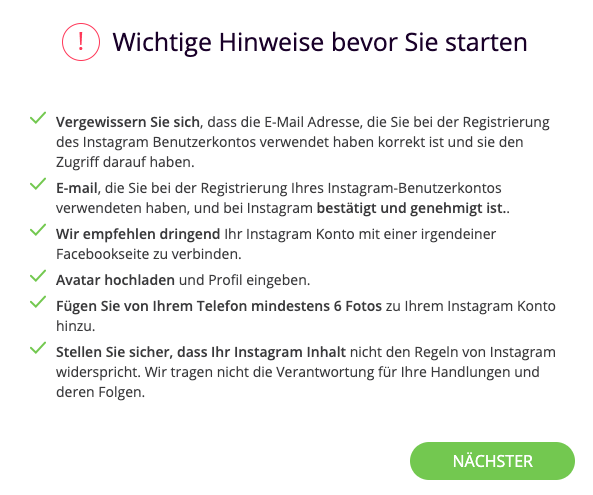 ! Wichtige Hinweise bevor Sie starten
Vergewissern Sie sich, dass die E-Mail Adresse, die Sie bei der Registrierung
des Instagram Benutzerkontos verwendet haben korrekt ist und sie den
Zugriff darauf haben.
E-mail, die Sie bei der Registrierung Ihres Instagram-Benutzerkontos
verwendeten haben, und bei Instagram bestätigt und genehmigt ist..
Wir empfehlen dringend Ihr Instagram Konto mit einer irgendeiner
Facebookseite zu verbinden.
Avatar hochladen und Profil eingeben.
Fügen Sie von Ihrem Telefon mindestens 6 Fotos zu Ihrem Instagram Konto
hinzu.
Stellen Sie sicher, dass Ihr Instagram Inhalt nicht den Regeln von Instagram
widerspricht. Wir tragen nicht die Verantwortung für Ihre Handlungen und
deren Folgen.
NÄCHSTER